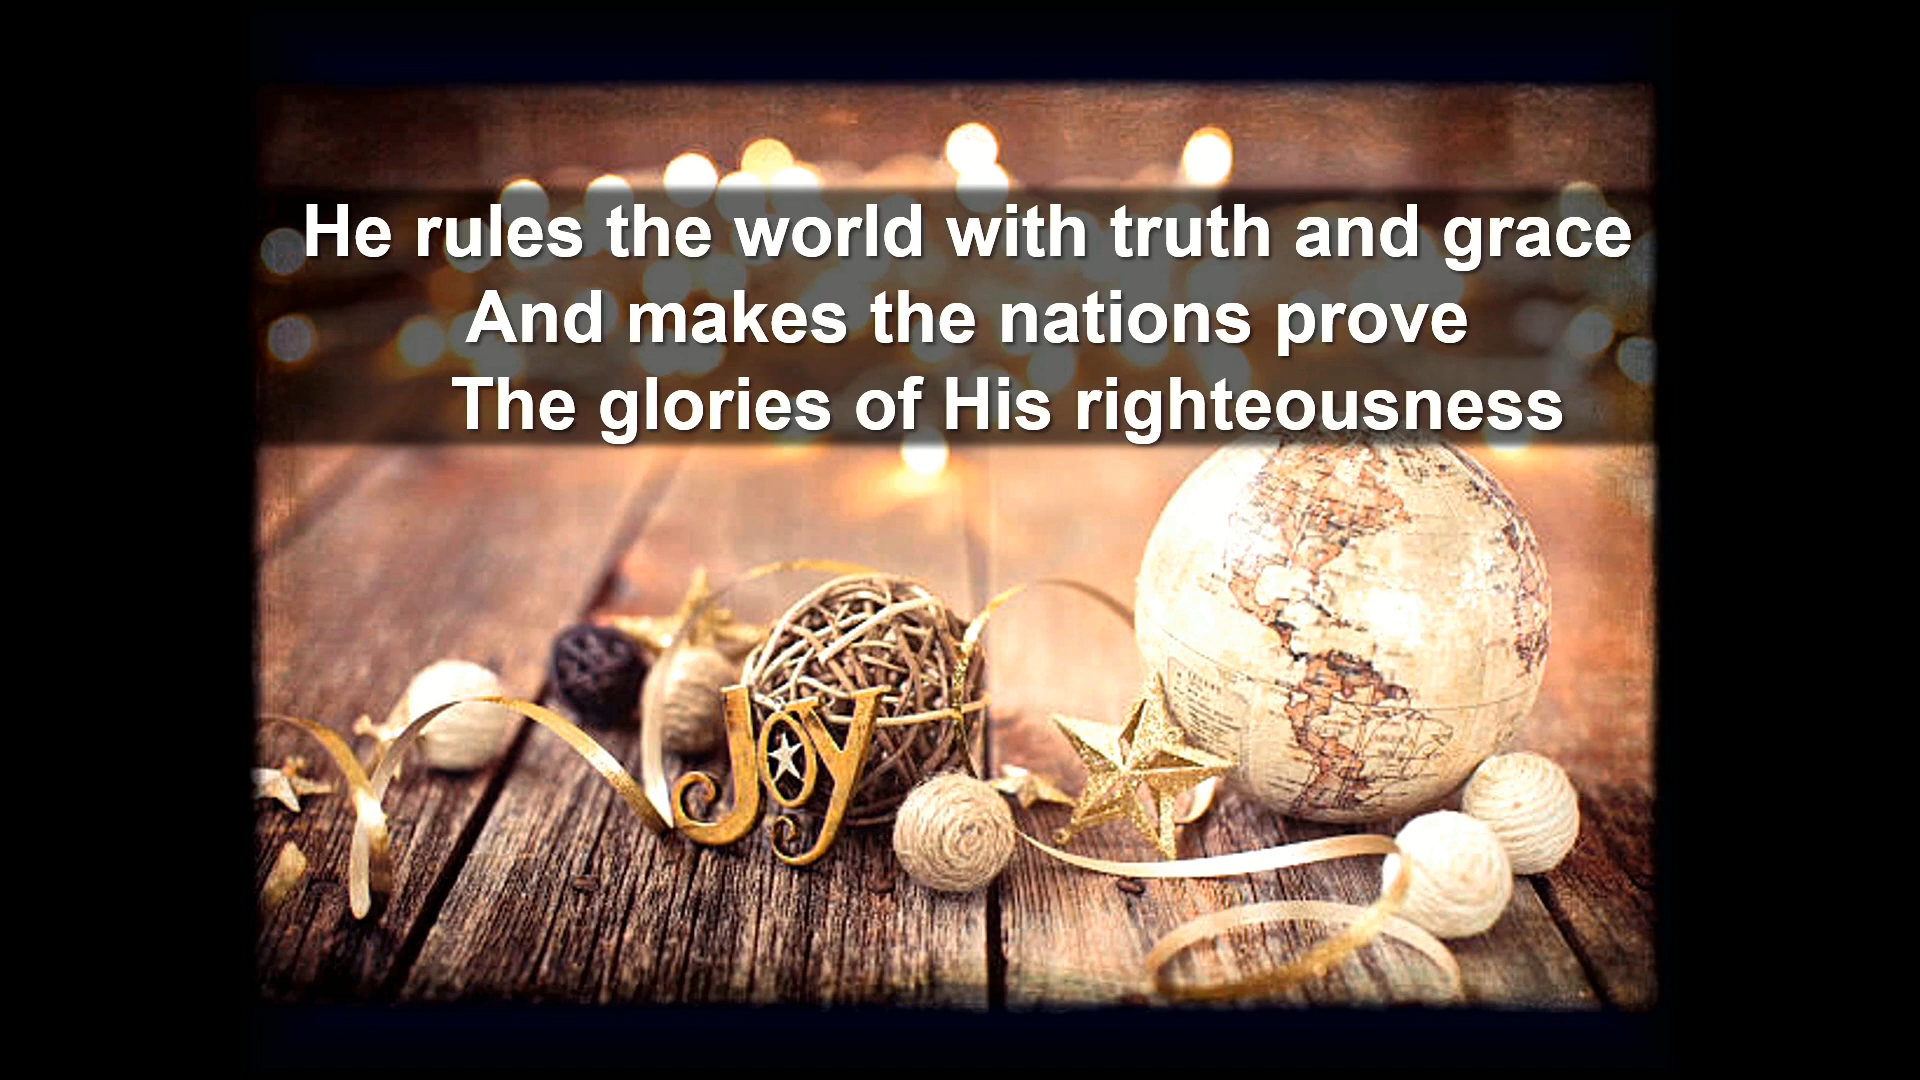 He rules the world with truth and grace
And makes the nations prove
The glories of His righteousness
JOY